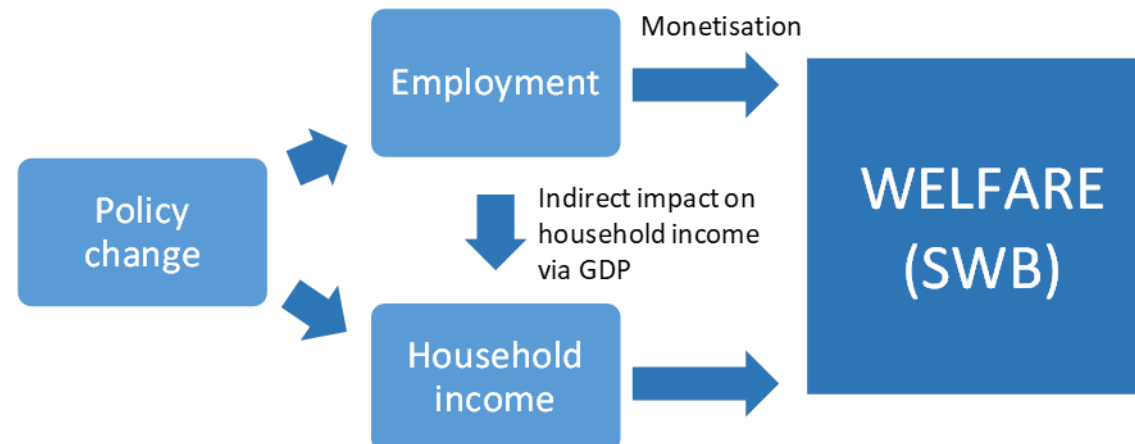 Monetisation
Employment
WELFARE
(SWB)
Policy
change
Indirect impact on
household income
via GDP
Household
income